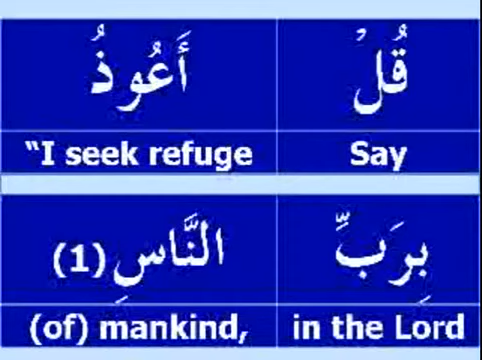 قُلْ أَعُوذُ
Say “I seek refuge
بِرَبِّ النَّاسِ (1)
in the Lord (of) mankind,